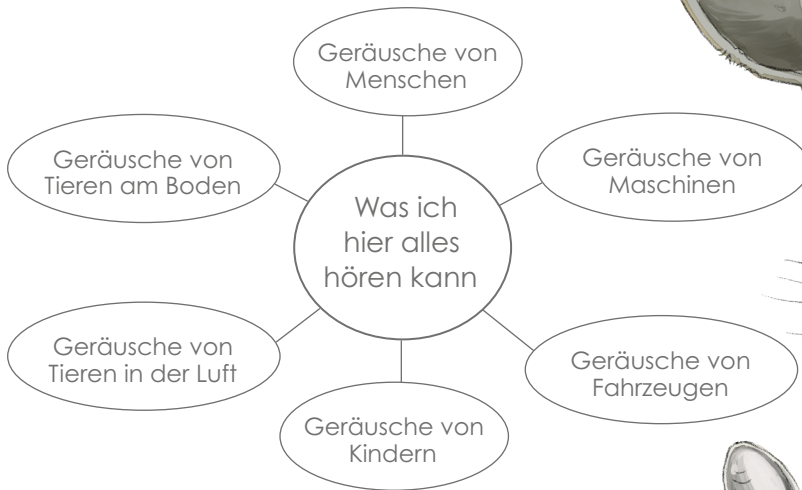 Geräusche von
Menschen
Geräusche von
Tieren am Boden
Geräusche von
Maschinen
Was ich
hier alles
hören kann
Geräusche von
Tieren in der Luft
Geräusche von
Fahrzeugen
Geräusche von
Kindern